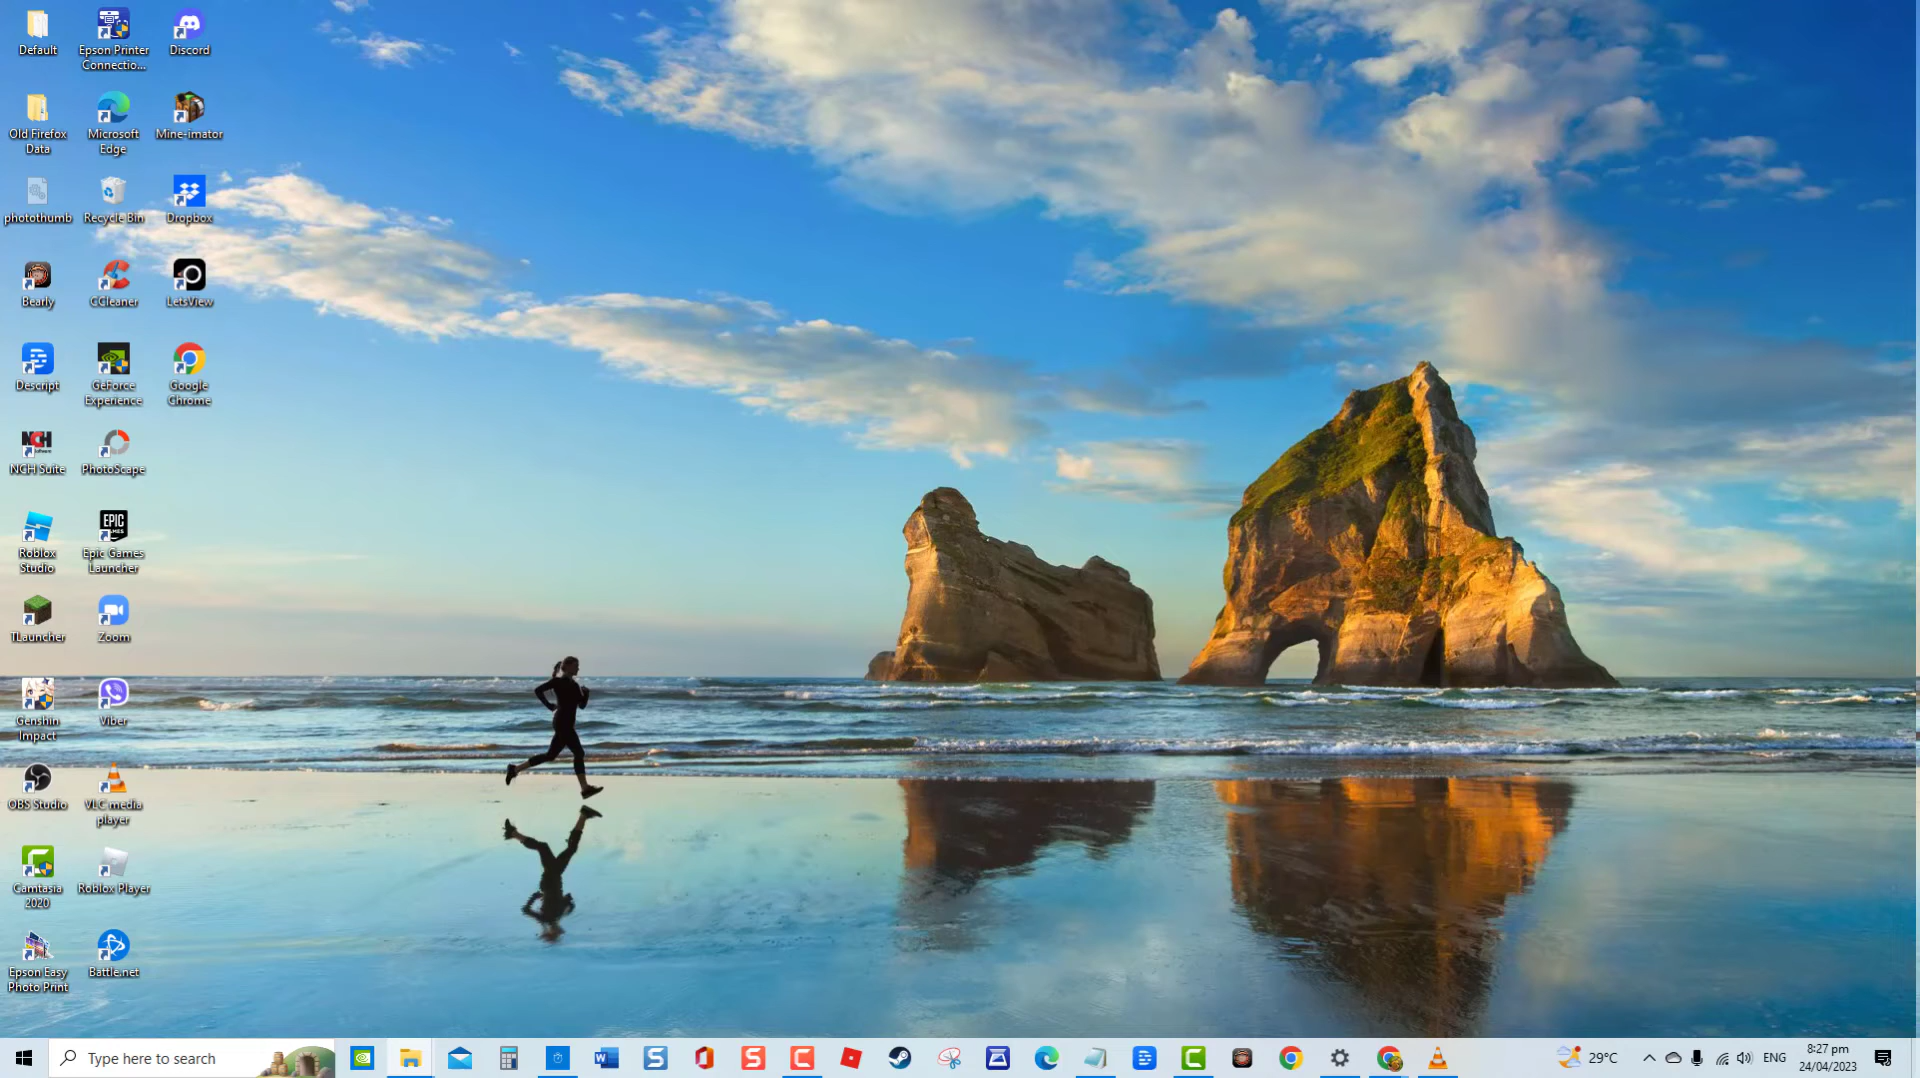 Default
Epson Printer
Connectio...
Discord
Old Firefox
Data
Microsoft
Edge
Mine-imator
photothumb
Recycle Bin
Dropbox
Bearly
CCleaner
LetsView
Descript
GeForce
Experience
Google
Chrome
NCH
NCH Suite
PhotoScape
Roblox
Studio
EPIC
GAMES
Epic Games
Launcher
TLauncher
Zoom
Genshin
Impact
Viber
OBS Studio
VLC media
player
Camtasia
2020
Roblox Player
Epson Easy
Photo Print
Battle.net
Type here to search
29°C
ENG
8:27 pm
24/04/2023